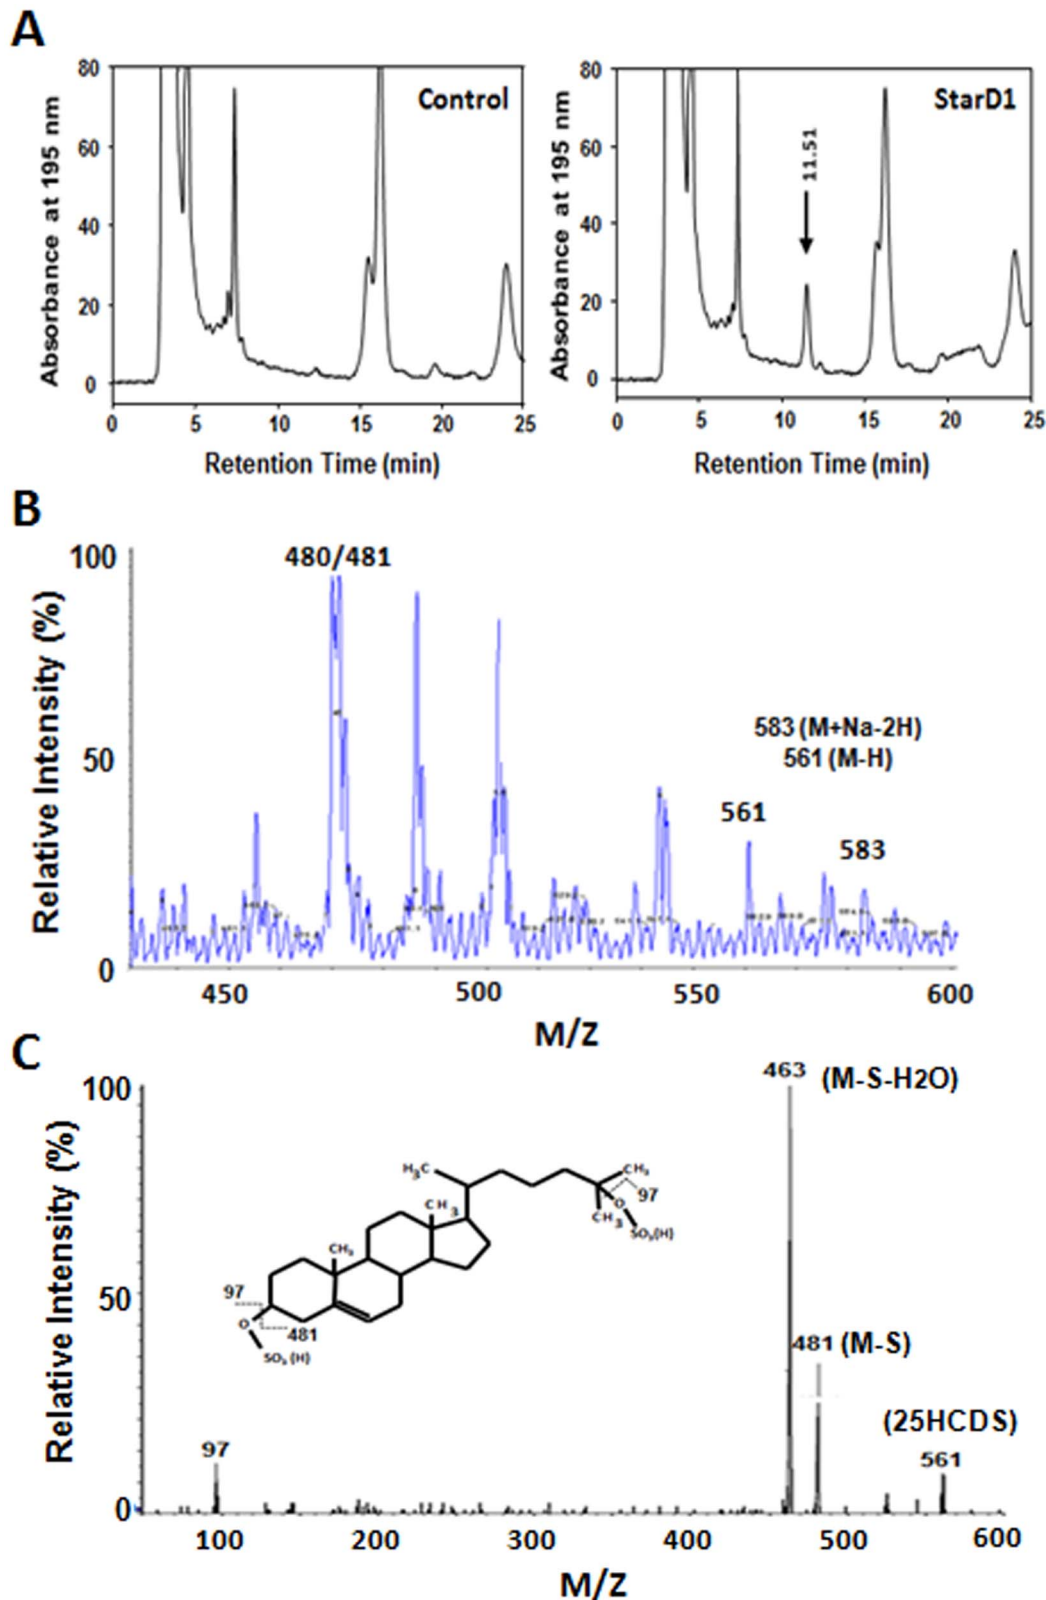 A
Control
StarD1
11.51
80
60
40
20
0
80
60
40
20
0
Absorbance at 195 nm
Absorbance at 195 nm
0 5 10 15 20 25
0 5 10 15 20 25
Retention Time (min)
Retention Time (min)
B
480/481
583 (M+Na-2H)
561 (M-H)
561
583
100
50
0
Relative Intensity (%)
450 500 550 600
M/Z
C
463 (M-S-H2O)
481 (M-S)
(25HCDS)
561
97
100
50
0
Relative Intensity (%)
H₃C
CH₃
O
97
CH₃
SO₃(H)
CH₃
CH₃
97
O
481
SO₃ (H)
100 200 300 400 500 600
M/Z